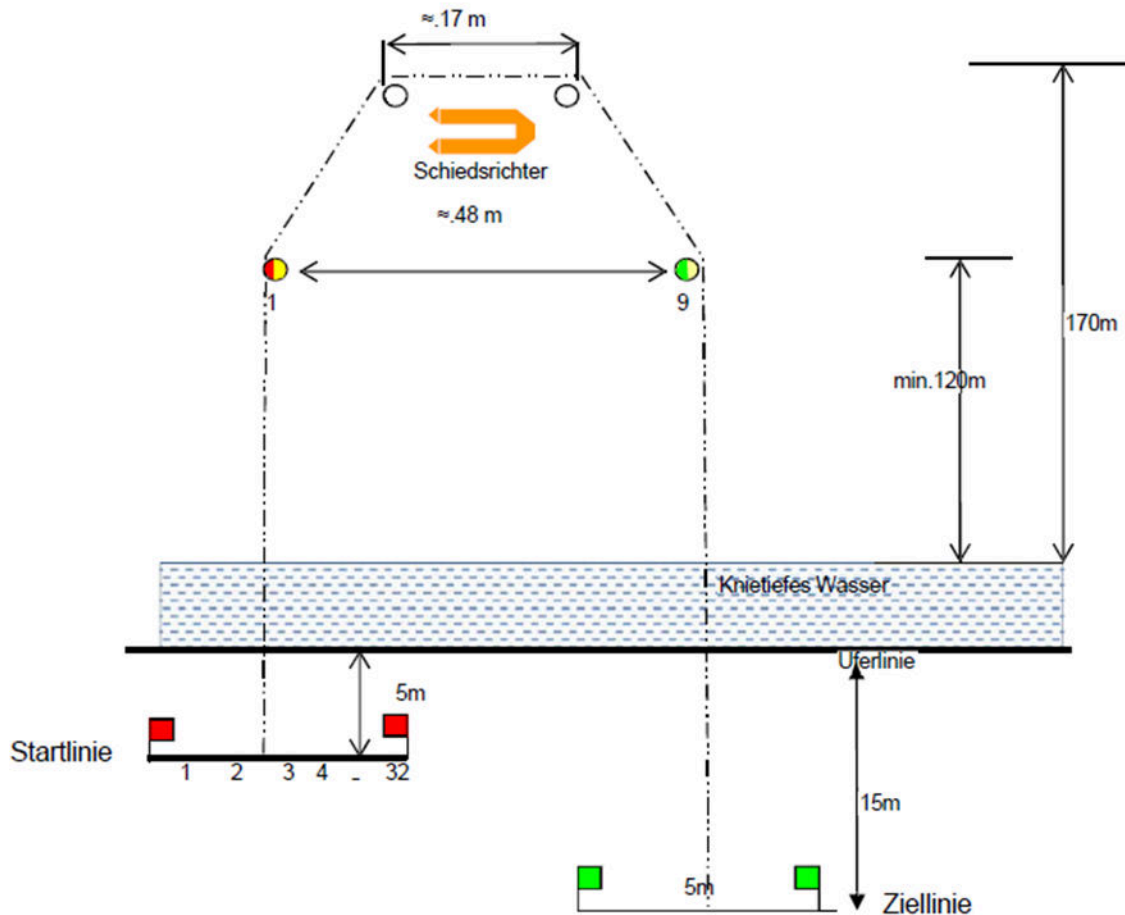 ≈.17 m
Schiedsrichter
≈.48 m
1
9
170m
min.120m
Knietiefes Wasser
Uferlinie
5m
Startlinie
1 2 3 4 - 32
15m
5m
Ziellinie